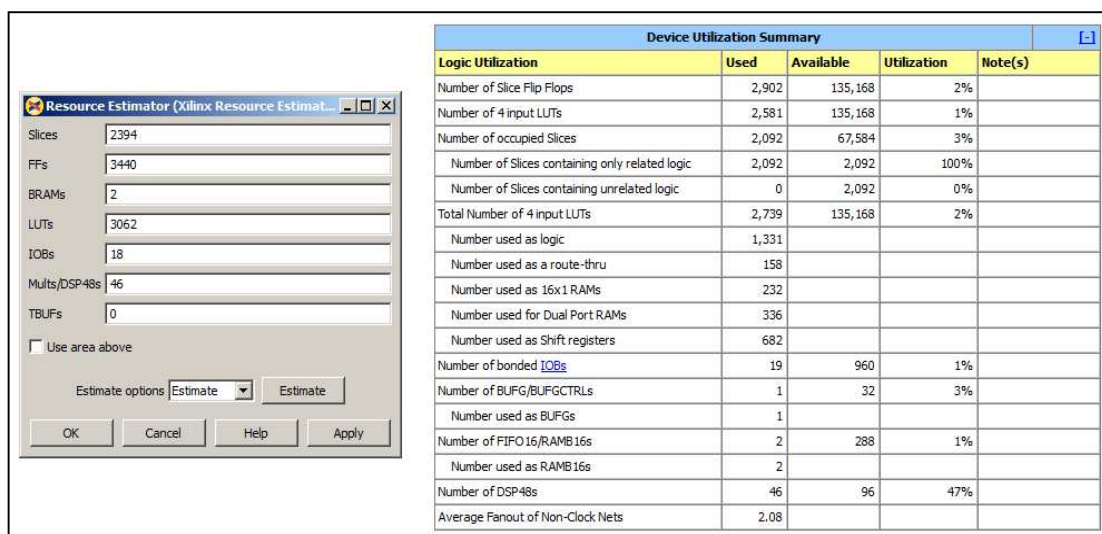 Resource Estimator (Xilinx Resource Estimat...
Slices 2394
FFs 3440
BRAMs 2
LUTs 3062
IOBs 18
Mults/DSP48s 46
TBUFs 0
Use area above
Estimate options Estimate Estimate
OK Cancel Help Apply
Device Utilization Summary [-]
Logic Utilization Used Available Utilization Note(s)
Number of Slice Flip Flops 2,902 135,168 2%
Number of 4 input LUTs 2,581 135,168 1%
Number of occupied Slices 2,092 67,584 3%
Number of Slices containing only related logic 2,092 2,092 100%
Number of Slices containing unrelated logic 0 2,092 0%
Total Number of 4 input LUTs 2,739 135,168 2%
Number used as logic 1,331
Number used as a route-thru 158
Number used as 16x1 RAMs 232
Number used for Dual Port RAMs 336
Number used as Shift registers 682
Number of bonded IOBs 19 960 1%
Number of BUFG/BUFGCTRLs 1 32 3%
Number used as BUFGs 1
Number of FIFO16/RAMB16s 2 288 1%
Number used as RAMB16s 2
Number of DSP48s 46 96 47%
Average Fanout of Non-Clock Nets 2.08